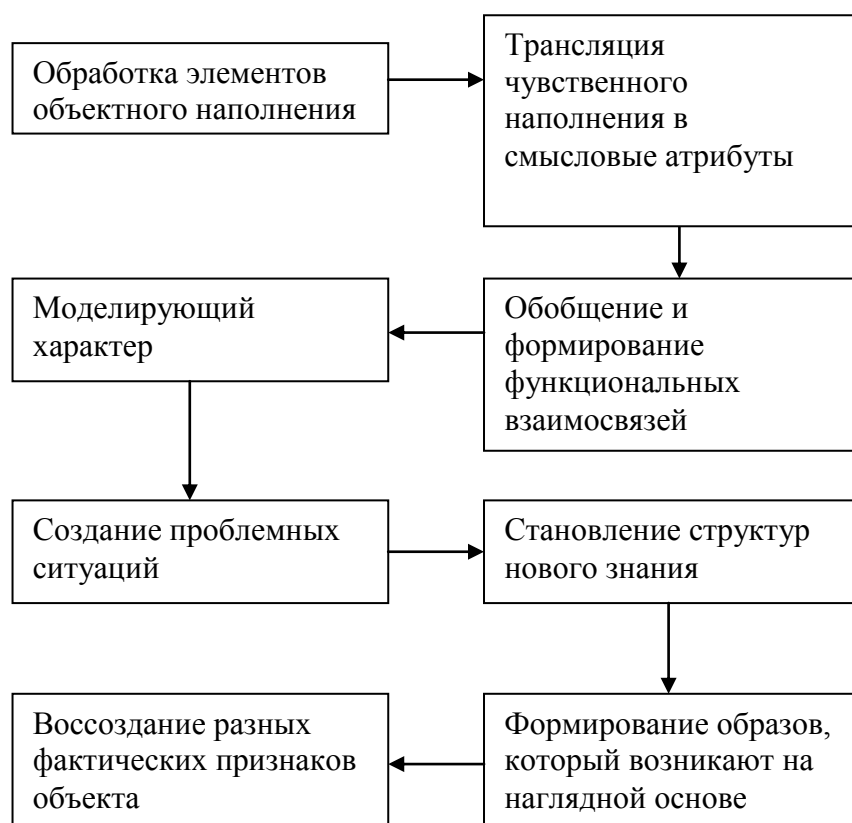 Обработка элементов
объектного наполнения
Трансляция
чувственного
наполнения в
смысловые атрибуты
Моделирующий
характер
Обобщение и
формирование
функциональных
взаимосвязей
Создание проблемных
ситуаций
Становление структур
нового знания
Воссоздание разных
фактических признаков
объекта
Формирование образов,
который возникают на
наглядной основе